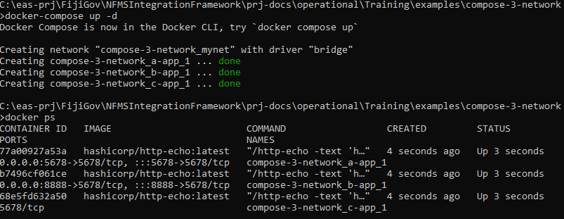 C:\eas-prj\FijiGov\NFMSIntegrationFramework\prj-docs\operational\Training\examples\compose-3-network
>docker-compose up -d
Docker Compose is now in the Docker CLI, try `docker compose up`
Creating network "compose-3-network_mynet" with driver "bridge"
Creating compose-3-network_a-app_1 ... done
Creating compose-3-network_b-app_1 ... done
Creating compose-3-network_c-app_1 ... done
C:\eas-prj\FijiGov\NFMSIntegrationFramework\prj-docs\operational\Training\examples\compose-3-network
>docker ps
CONTAINER ID   IMAGE                        COMMAND                  CREATED         STATUS
PORTS                                       NAMES
77a00927a53a   hashicorp/http-echo:latest   "/http-echo -text 'h…"   4 seconds ago   Up 3 seconds
0.0.0.0:5678->5678/tcp, :::5678->5678/tcp   compose-3-network_a-app_1
b7496cf061ce   hashicorp/http-echo:latest   "/http-echo -text 'h…"   4 seconds ago   Up 3 seconds
0.0.0.0:8888->5678/tcp, :::8888->5678/tcp   compose-3-network_b-app_1
68e5fd632a50   hashicorp/http-echo:latest   "/http-echo -text 'h…"   4 seconds ago   Up 3 seconds
5678/tcp                                    compose-3-network_c-app_1